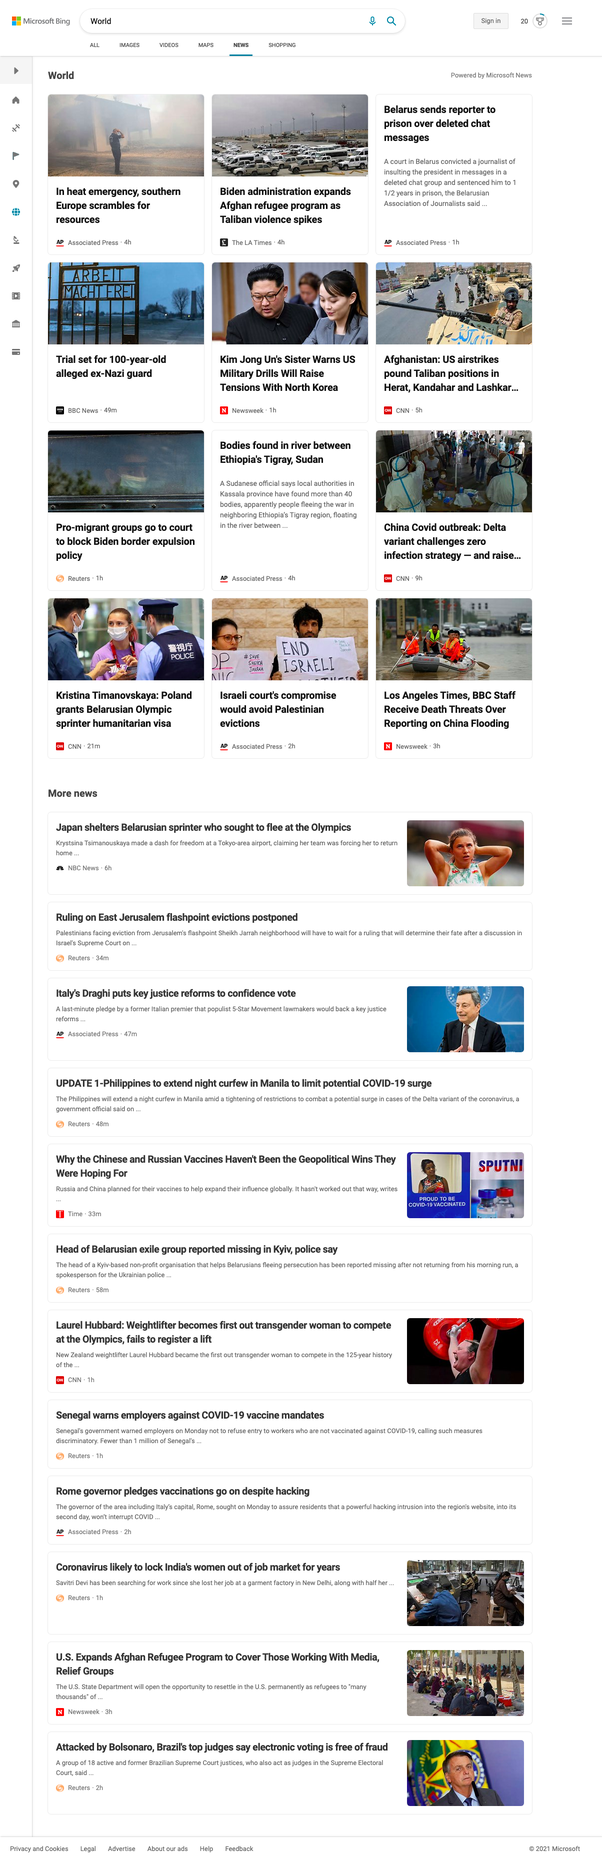 Microsoft Bing
World
Sign in
20
ALL
IMAGES
VIDEOS
MAPS
NEWS
SHOPPING
World
Powered by Microsoft News
In heat emergency, southern
Europe scrambles for
resources
AP Associated Press · 4h
Biden administration expands
Afghan refugee program as
Taliban violence spikes
The LA Times · 4h
Belarus sends reporter to
prison over deleted chat
messages
A court in Belarus convicted a journalist of
insulting the president in messages in a
deleted chat group and sentenced him to 1
1/2 years in prison, the Belarusian
Association of Journalists said ...
AP Associated Press · 1h
ARBEIT
MACHT FREI
Trial set for 100-year-old
alleged ex-Nazi guard
BBC News · 49m
Kim Jong Un's Sister Warns US
Military Drills Will Raise
Tensions With North Korea
N Newsweek · 1h
Afghanistan: US airstrikes
pound Taliban positions in
Herat, Kandahar and Lashkar...
CNN · 5h
Pro-migrant groups go to court
to block Biden border expulsion
policy
Reuters · 1h
Bodies found in river between
Ethiopia's Tigray, Sudan
A Sudanese official says local authorities in
Kassala province have found more than 40
bodies, apparently people fleeing the war in
neighboring Ethiopia's Tigray region, floating
in the river between ...
AP Associated Press · 4h
China Covid outbreak: Delta
variant challenges zero
infection strategy — and raise...
CNN · 9h
警視庁
POLICE
Kristina Timanovskaya: Poland
grants Belarusian Olympic
sprinter humanitarian visa
CNN · 21m
END
ISRAELI
Israeli court's compromise
would avoid Palestinian
evictions
AP Associated Press · 2h
Los Angeles Times, BBC Staff
Receive Death Threats Over
Reporting on China Flooding
N Newsweek · 3h
More news
Japan shelters Belarusian sprinter who sought to flee at the Olympics
Krystsina Tsimanouskaya made a dash for freedom at a Tokyo-area airport, claiming her team was forcing her to return
home ...
NBC News · 6h
Ruling on East Jerusalem flashpoint evictions postponed
Palestinians facing eviction from Jerusalem's flashpoint Sheikh Jarrah neighborhood will have to wait for a ruling that will determine their fate after a discussion in
Israel's Supreme Court on ...
Reuters · 34m
Italy's Draghi puts key justice reforms to confidence vote
A last-minute pledge by a former Italian premier that populist 5-Star Movement lawmakers would back a key justice
reforms ...
AP Associated Press · 47m
UPDATE 1-Philippines to extend night curfew in Manila to limit potential COVID-19 surge
The Philippines will extend a night curfew in Manila amid a tightening of restrictions to combat a potential surge in cases of the Delta variant of the coronavirus, a
government official said on ...
Reuters · 48m
Why the Chinese and Russian Vaccines Haven't Been the Geopolitical Wins They
Were Hoping For
Russia and China planned for their vaccines to help expand their influence globally. It hasn't worked out that way, writes
...
Time · 33m
SPUTNI
PROUD TO BE
COVID-19 VACCINATED
Head of Belarusian exile group reported missing in Kyiv, police say
The head of a Kyiv-based non-profit organisation that helps Belarusians fleeing persecution has been reported missing after not returning from his morning run, a
spokesperson for the Ukrainian police ...
Reuters · 58m
Laurel Hubbard: Weightlifter becomes first out transgender woman to compete
at the Olympics, fails to register a lift
New Zealand weightlifter Laurel Hubbard became the first out transgender woman to compete in the 125-year history
of the ...
CNN · 1h
Senegal warns employers against COVID-19 vaccine mandates
Senegal's government warned employers on Monday not to refuse entry to workers who are not vaccinated against COVID-19, calling such measures
discriminatory. Fewer than 1 million of Senegal's ...
Reuters · 1h
Rome governor pledges vaccinations go on despite hacking
The governor of the area including Italy's capital, Rome, sought on Monday to assure residents that a powerful hacking intrusion into the region's website, into its
second day, won't interrupt COVID ...
AP Associated Press · 2h
Coronavirus likely to lock India's women out of job market for years
Savitri Devi has been searching for work since she lost her job at a garment factory in New Delhi, along with half her ...
Reuters · 1h
U.S. Expands Afghan Refugee Program to Cover Those Working With Media,
Relief Groups
The U.S. State Department will open the opportunity to resettle in the U.S. permanently as refugees to "many
thousands" of ...
N Newsweek · 3h
Attacked by Bolsonaro, Brazil's top judges say electronic voting is free of fraud
A group of 18 active and former Brazilian Supreme Court justices, who also act as judges in the Supreme Electoral
Court, said ...
Reuters · 2h
Privacy and Cookies
Legal
Advertise
About our ads
Help
Feedback
© 2021 Microsoft